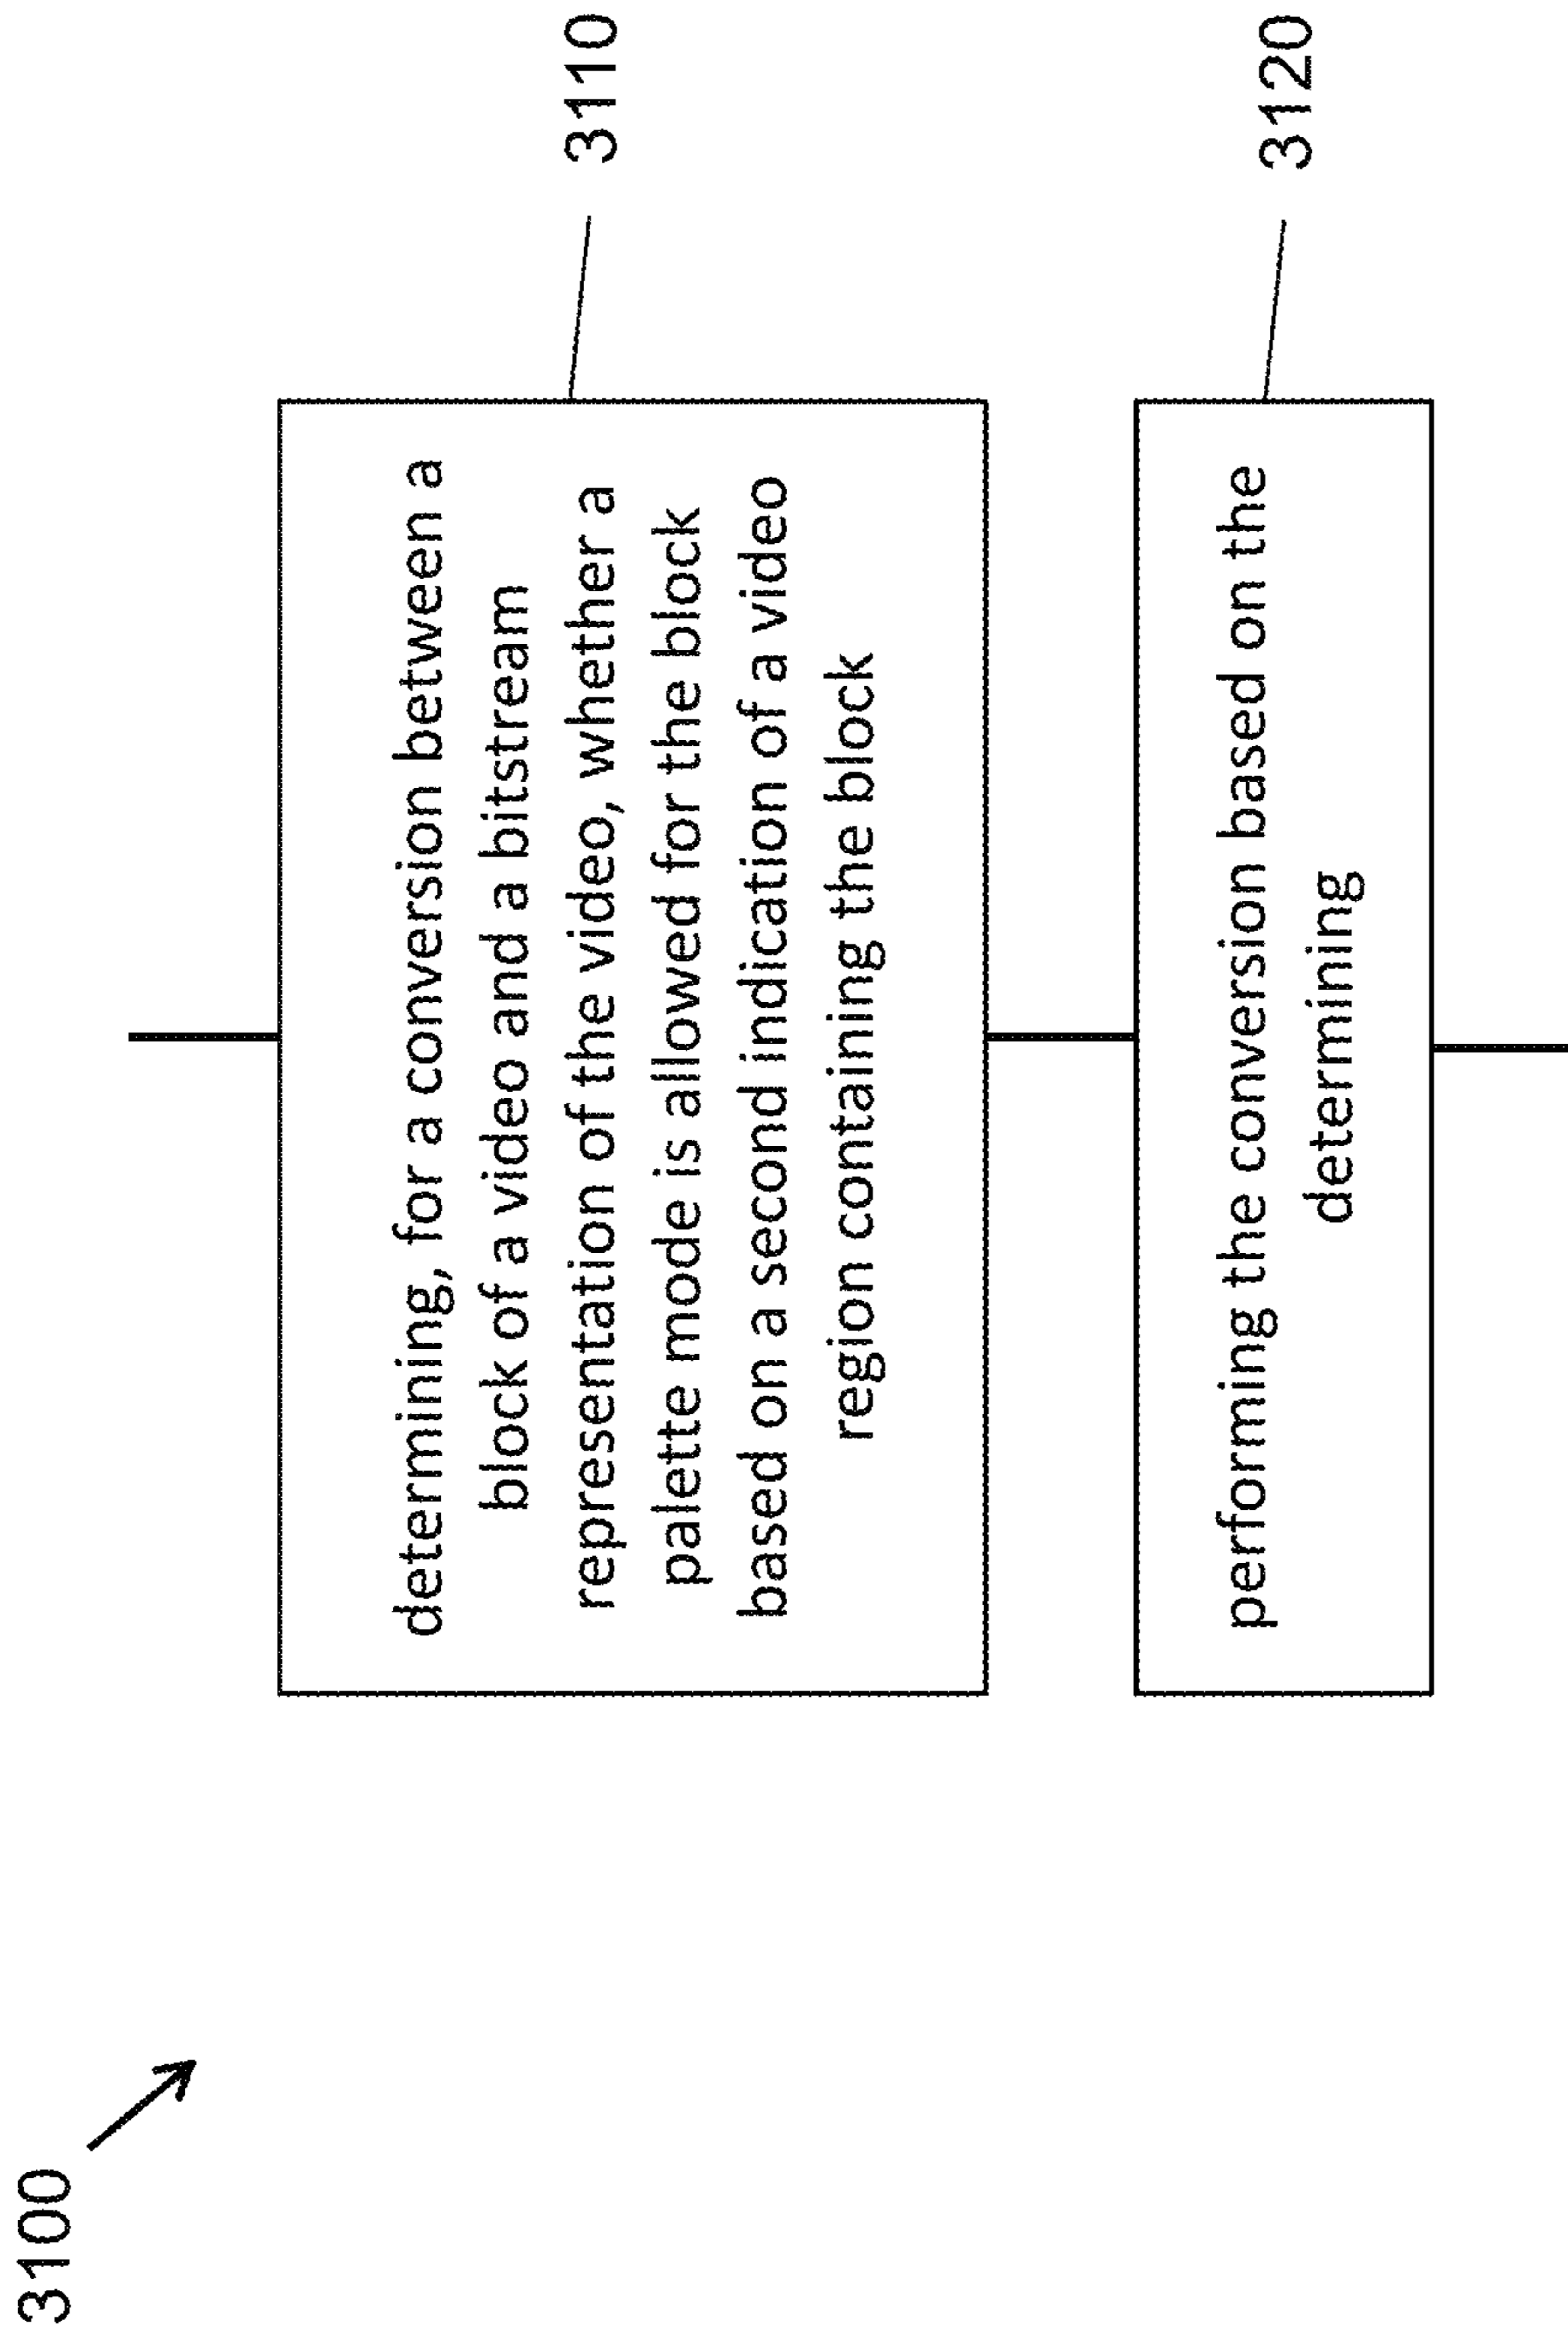 3100
determining, for a conversion between a
block of a video and a bitstream
representation of the video, whether a
palette mode is allowed for the block
based on a second indication of a video
region containing the block
3110
performing the conversion based on the
determining
3120